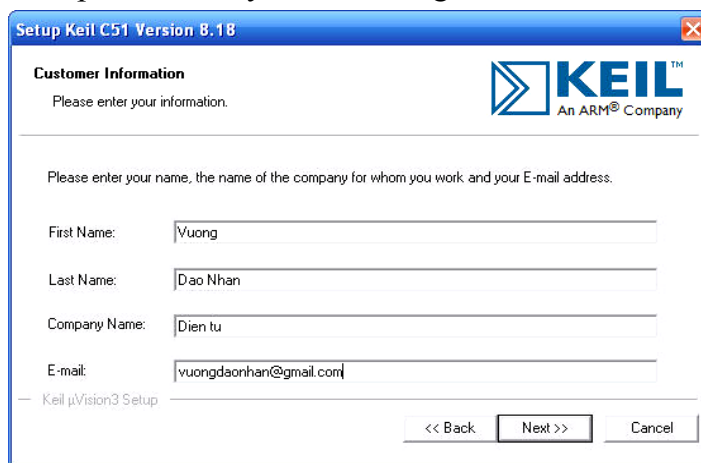 Setup Keil C51 Version 8.18
Customer Information
Please enter your information.
KEIL™
An ARM® Company
Please enter your name, the name of the company for whom you work and your E-mail address.
First Name: Vuong
Last Name: Dao Nhan
Company Name: Dien tu
E-mail: vuongdaonhan@gmail.com
Keil µVision3 Setup
<< Back Next >> Cancel